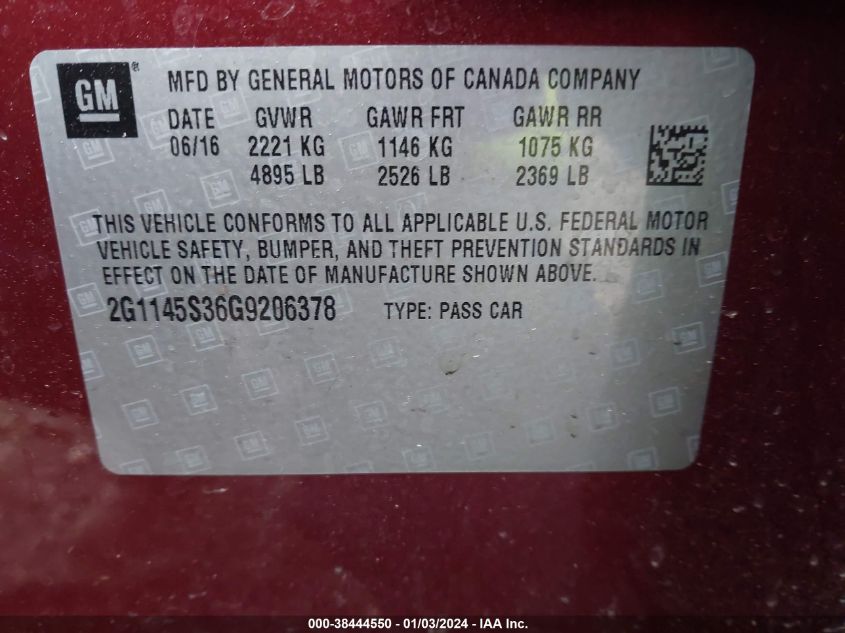 GM ®
MFD BY GENERAL MOTORS OF CANADA COMPANY
DATE GVWR GAWR FRT GAWR RR
06/16 2221 KG 1146 KG 1075 KG
4895 LB 2526 LB 2369 LB
THIS VEHICLE CONFORMS TO ALL APPLICABLE U.S. FEDERAL MOTOR
VEHICLE SAFETY, BUMPER, AND THEFT PREVENTION STANDARDS IN
EFFECT ON THE DATE OF MANUFACTURE SHOWN ABOVE.
2G1145S36G9206378 TYPE: PASS CAR
000-38444550 - 01/03/2024 - IAA Inc.